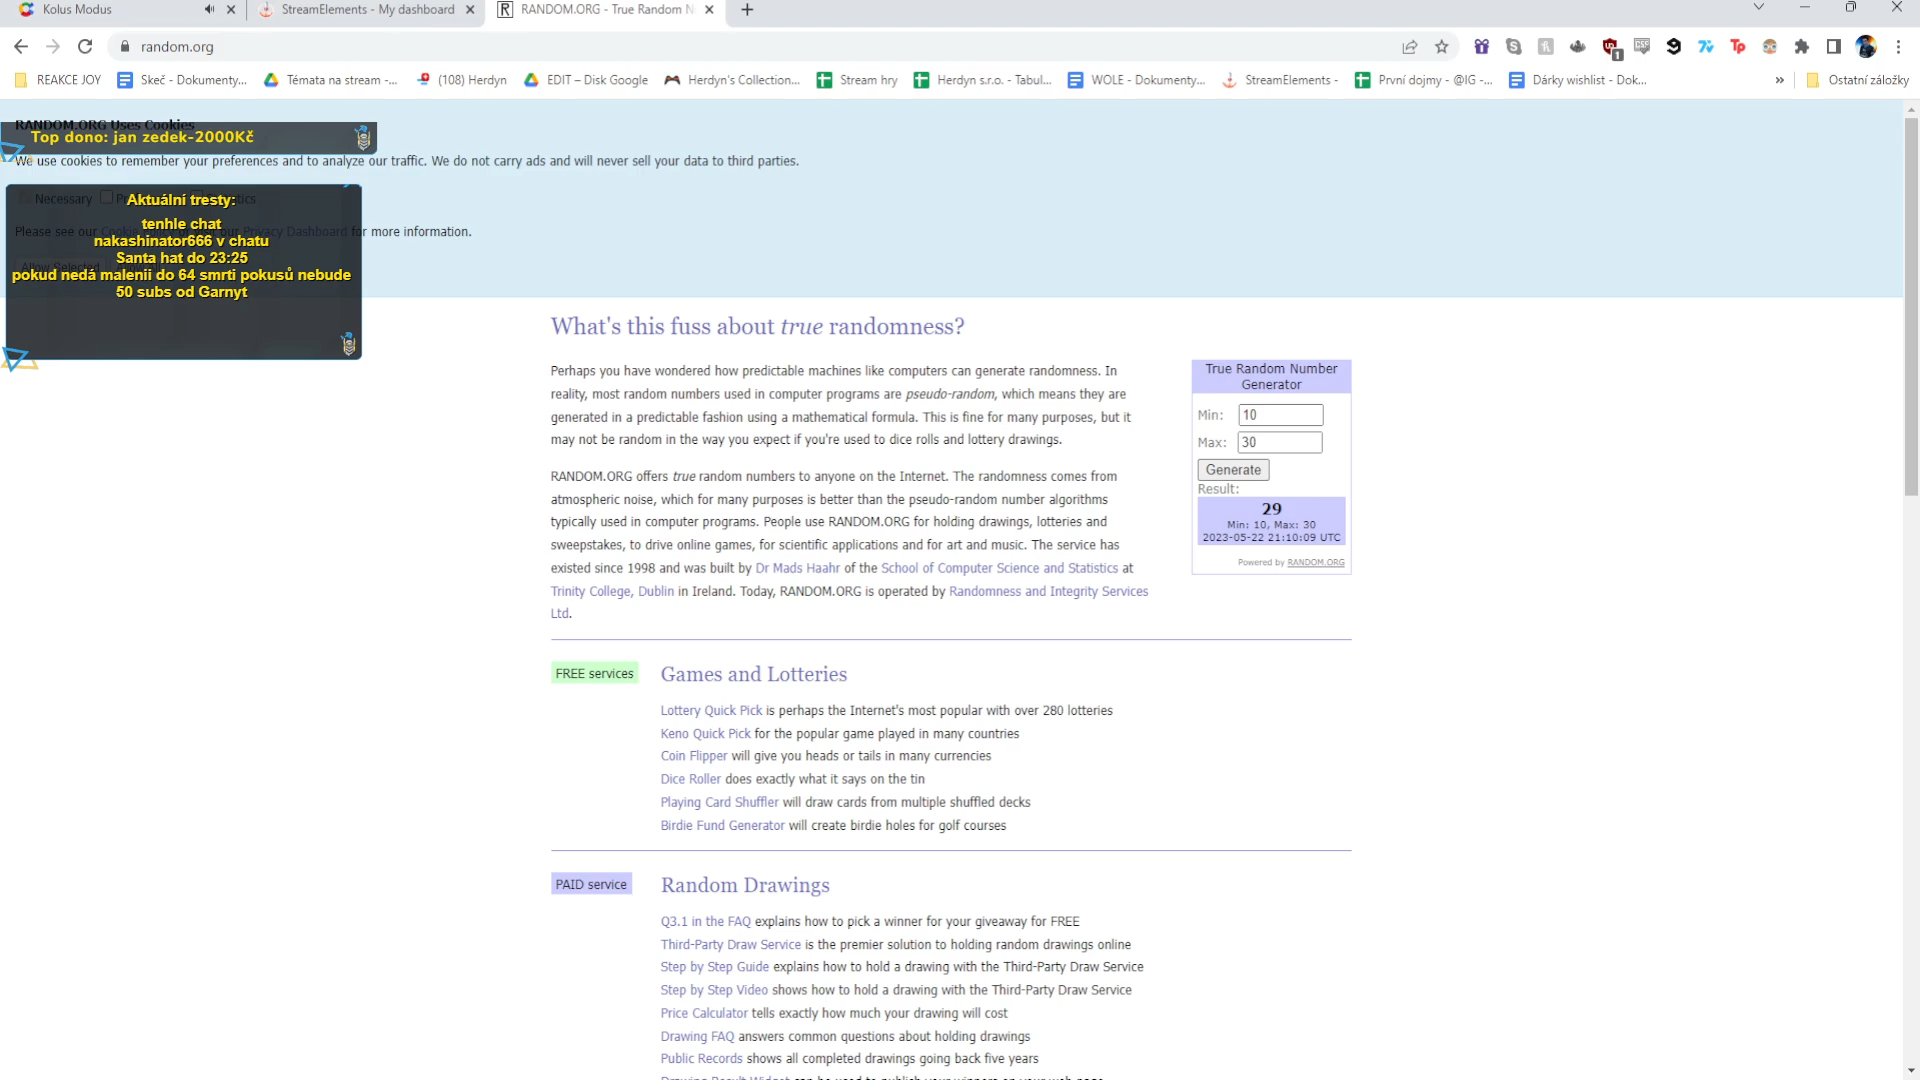 Kolus Modus
StreamElements - My dashboard
RANDOM.ORG - True Random N
random.org
REAKCE JOY
Skeč - Dokumenty...
Témata na stream -...
(108) Herdyn
EDIT – Disk Google
Herdyn's Collection...
Stream hry
Herdyn s.r.o. - Tabul...
WOLE - Dokumenty...
StreamElements -
První dojmy - @IG -...
Dárky wishlist - Dok...
»
Ostatní záložky
RANDOM.ORG Uses Cookies
Top dono: jan zedek-2000Kč
We use cookies to remember your preferences and to analyze our traffic. We do not carry ads and will never sell your data to third parties.
Necessary
Aktuální tresty:
tenhle chat
Please see our Cookie our Privacy Dashboard for more information.
nakashinator666 v chatu
Santa hat do 23:25
Allow Selected
pokud nedá malenii do 64 smrti pokusů nebude
50 subs od Garnyt
What's this fuss about true randomness?
Perhaps you have wondered how predictable machines like computers can generate randomness. In
reality, most random numbers used in computer programs are pseudo-random, which means they are
generated in a predictable fashion using a mathematical formula. This is fine for many purposes, but it
may not be random in the way you expect if you're used to dice rolls and lottery drawings.
RANDOM.ORG offers true random numbers to anyone on the Internet. The randomness comes from
atmospheric noise, which for many purposes is better than the pseudo-random number algorithms
typically used in computer programs. People use RANDOM.ORG for holding drawings, lotteries and
sweepstakes, to drive online games, for scientific applications and for art and music. The service has
existed since 1998 and was built by Dr Mads Haahr of the School of Computer Science and Statistics at
Trinity College, Dublin in Ireland. Today, RANDOM.ORG is operated by Randomness and Integrity Services
Ltd.
True Random Number
Generator
Min: 10
Max: 30
Generate
Result:
29
Min: 10, Max: 30
2023-05-22 21:10:09 UTC
Powered by RANDOM.ORG
FREE services
Games and Lotteries
Lottery Quick Pick is perhaps the Internet's most popular with over 280 lotteries
Keno Quick Pick for the popular game played in many countries
Coin Flipper will give you heads or tails in many currencies
Dice Roller does exactly what it says on the tin
Playing Card Shuffler will draw cards from multiple shuffled decks
Birdie Fund Generator will create birdie holes for golf courses
PAID service
Random Drawings
Q3.1 in the FAQ explains how to pick a winner for your giveaway for FREE
Third-Party Draw Service is the premier solution to holding random drawings online
Step by Step Guide explains how to hold a drawing with the Third-Party Draw Service
Step by Step Video shows how to hold a drawing with the Third-Party Draw Service
Price Calculator tells exactly how much your drawing will cost
Drawing FAQ answers common questions about holding drawings
Public Records shows all completed drawings going back five years